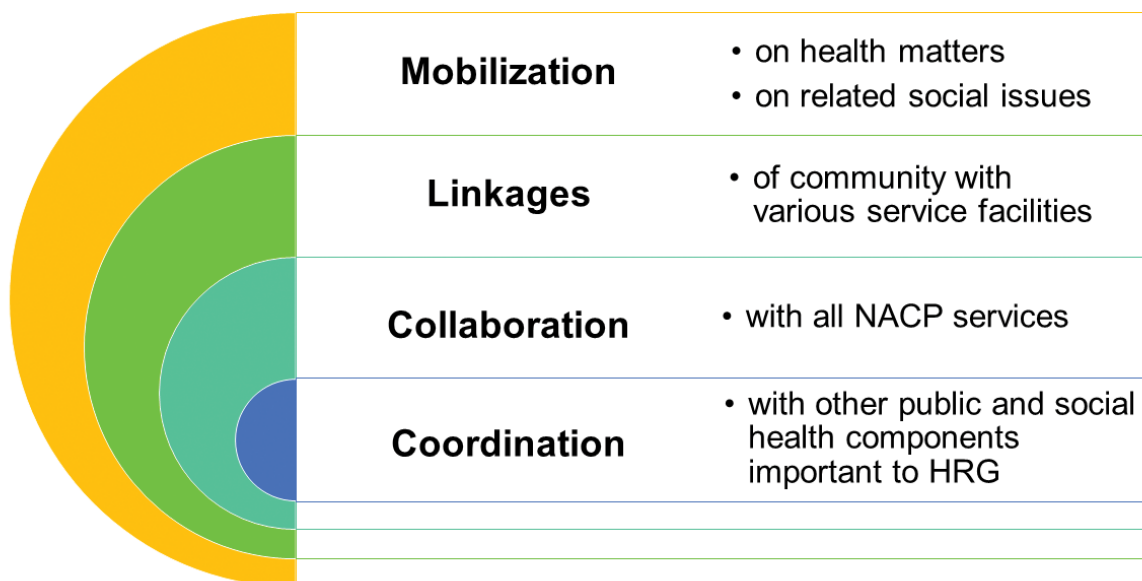 Mobilization
• on health matters
• on related social issues
Linkages
• of community with
various service facilities
Collaboration
• with all NACP services
Coordination
• with other public and social
health components
important to HRG